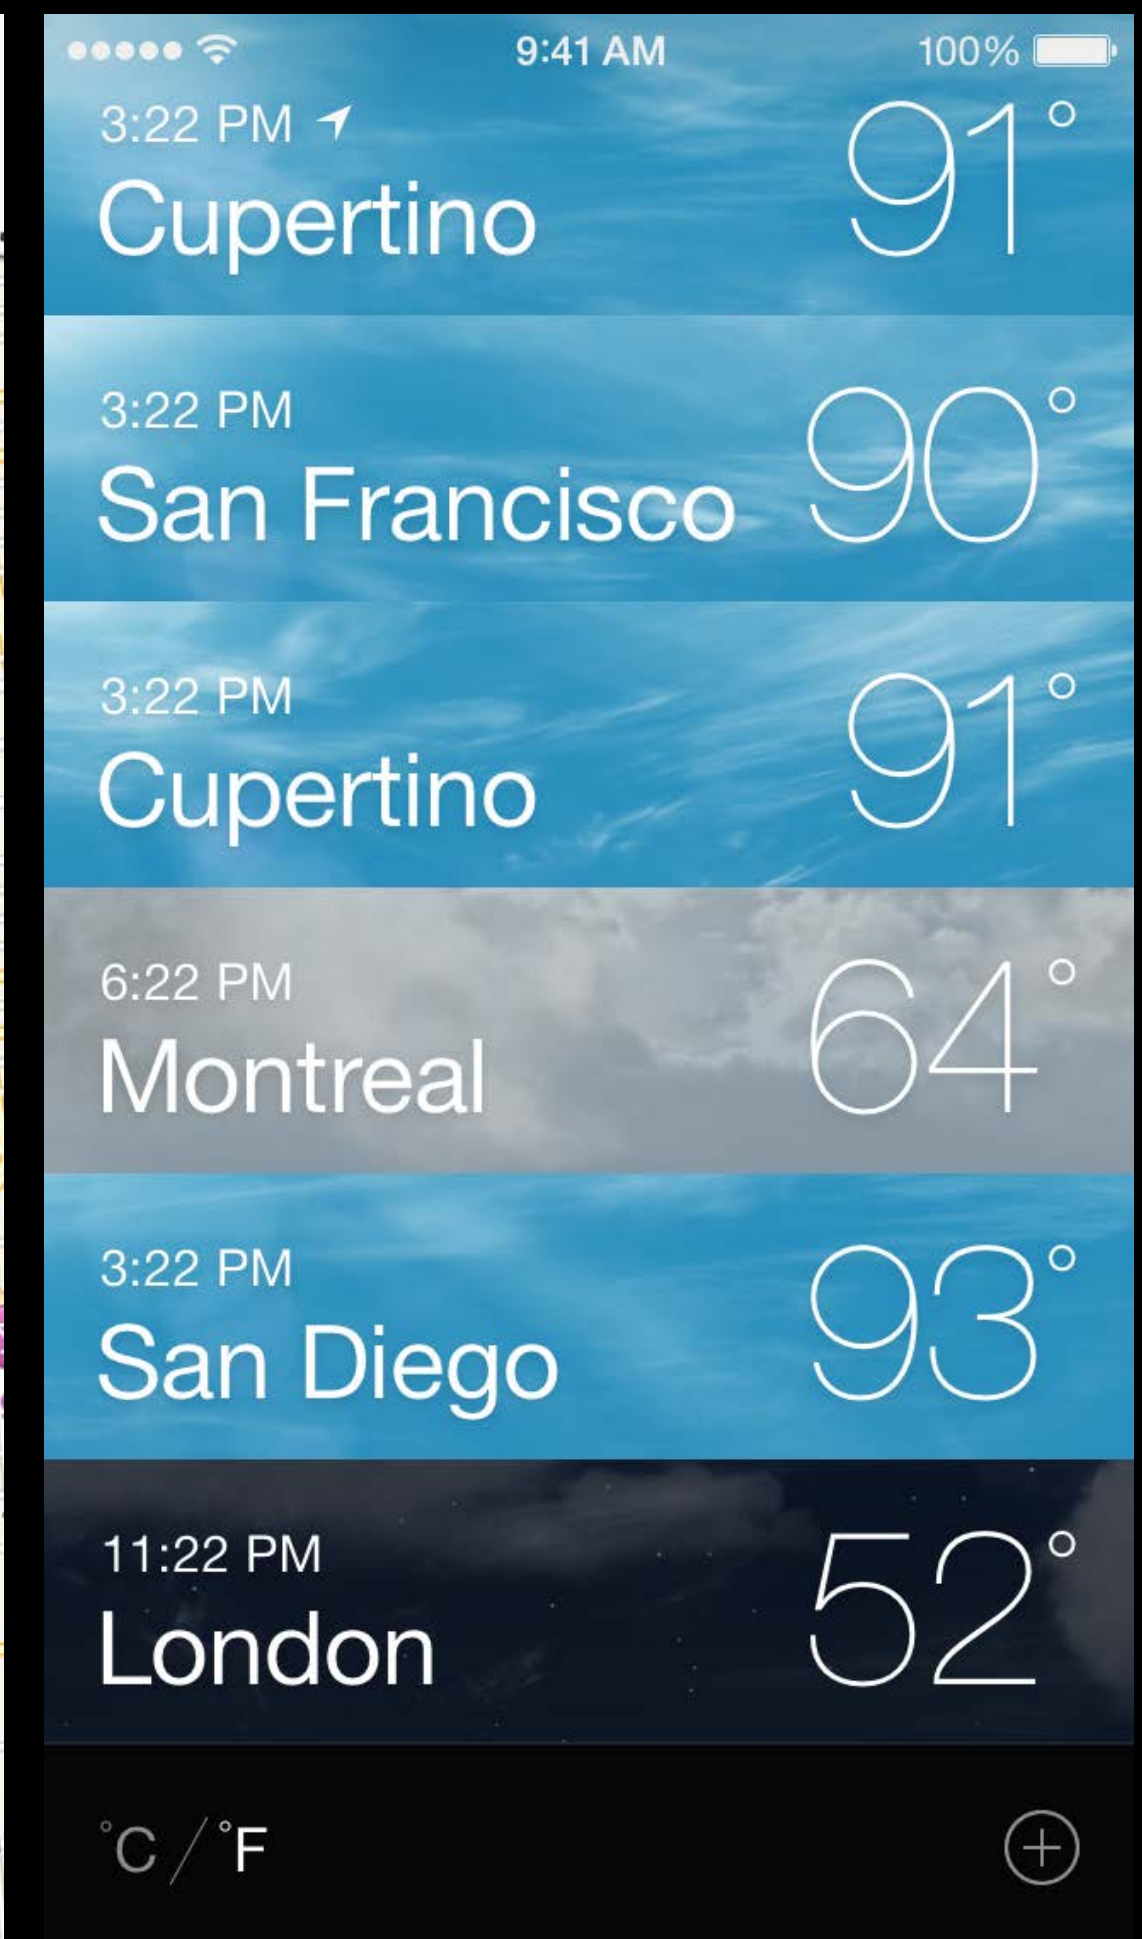 9:41 AM 100%
3:22 PM
Cupertino 91°
3:22 PM
San Francisco 90°
3:22 PM
Cupertino 91°
6:22 PM
Montreal 64°
3:22 PM
San Diego 93°
11:22 PM
London 52°
°C / °F